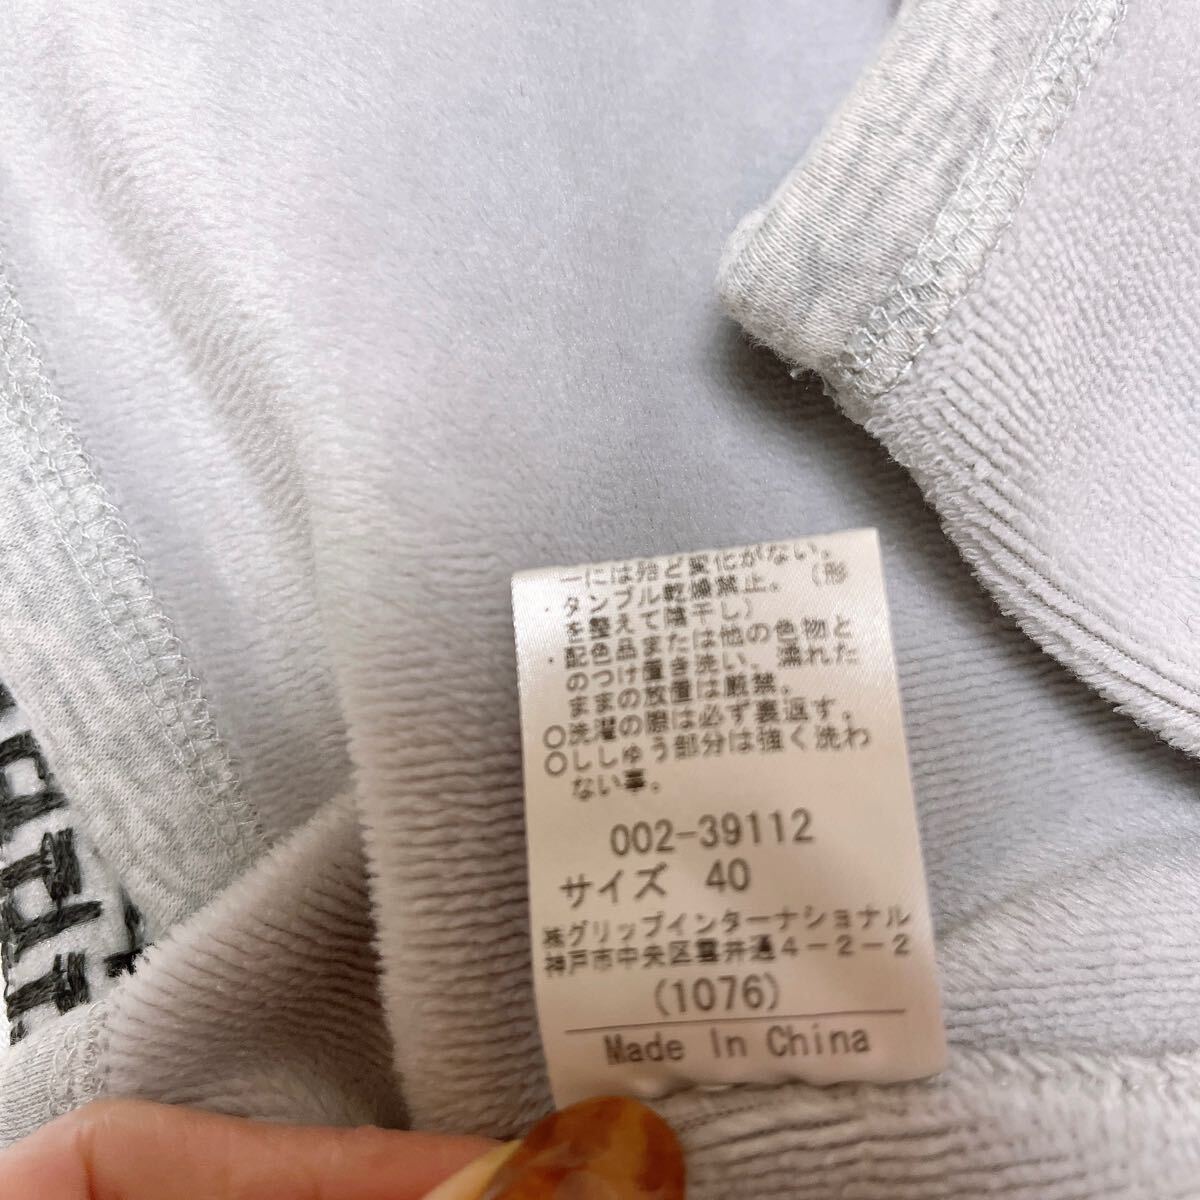 ーには殆ど変化がない。
・タンブル乾燥禁止。(形
を整えて陰干し)
・配色品または他の色物と
のつけ置き洗い、濡れた
ままの放置は厳禁。
○洗濯の際は必ず裏返す。
○ししゅう部分は強く洗わ
ない事。
002-39112
サイズ 40
㈱グリップインターナショナル
神戸市中央区雲井通4-2-2
(1076)
Made In China